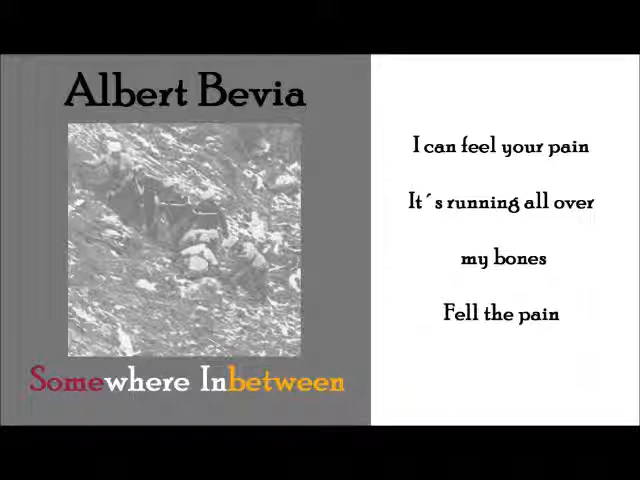 Albert Bevia
Somewhere Inbetween
I can feel your pain
It´s running all over
my bones
Fell the pain